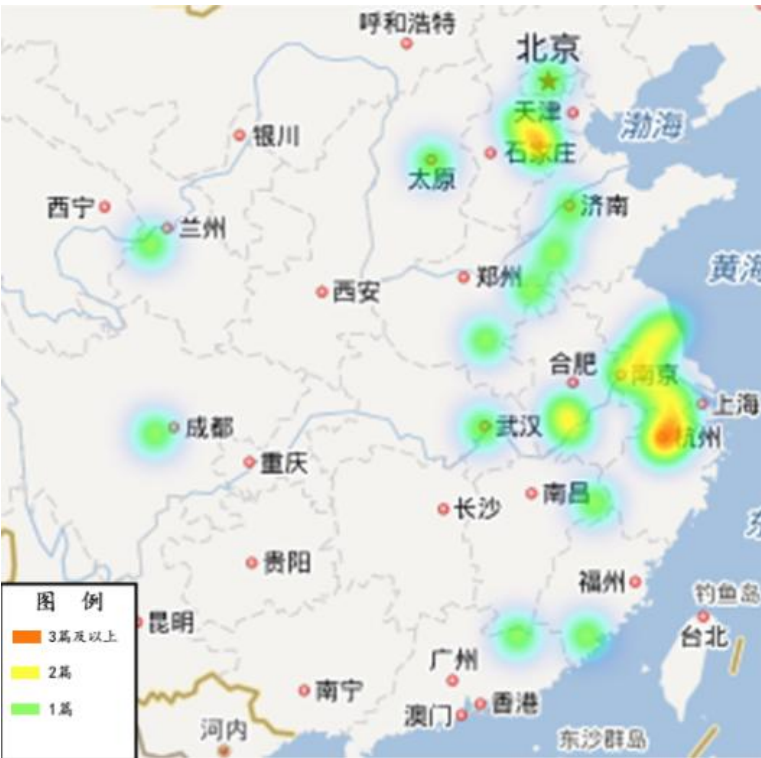 呼和浩特
北京
天津
渤海
银川
石家庄
太原
西宁
兰州
济南
黄海
郑州
西安
合肥
南京
上海
成都
武汉
杭州
重庆
南昌
长沙
东
贵阳
福州
钓鱼岛
图 例
3篇及以上
2篇
1篇
昆明
台北
广州
南宁
香港
澳门
河内
东沙群岛